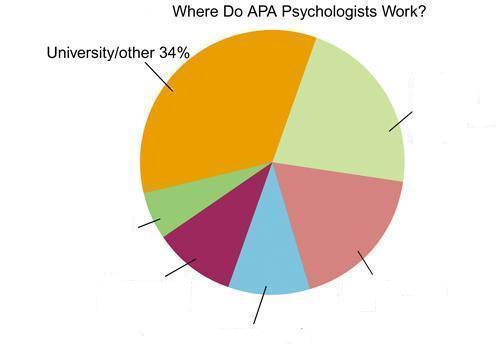 Where Do APA Psychologists Work?
University/other 34%